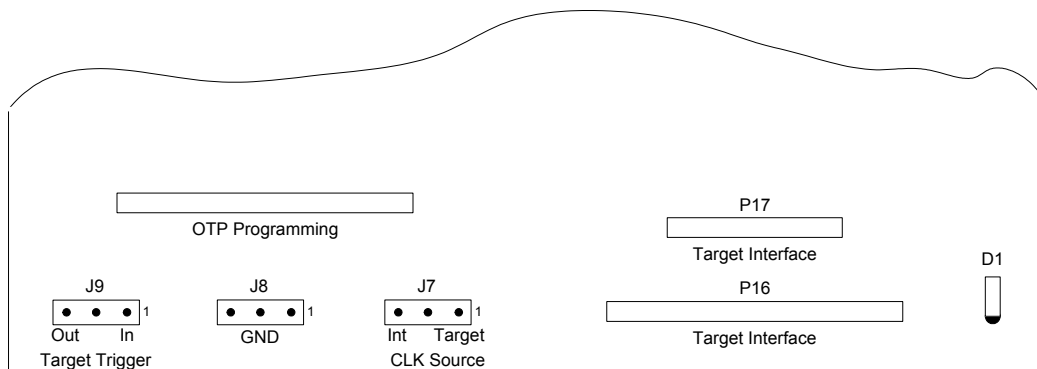 P17
OTP Programming
Target Interface
D1
J9
J8
J7
P16
1
1
1
Out In
GND
Int Target
Target Interface
Target Trigger
CLK Source